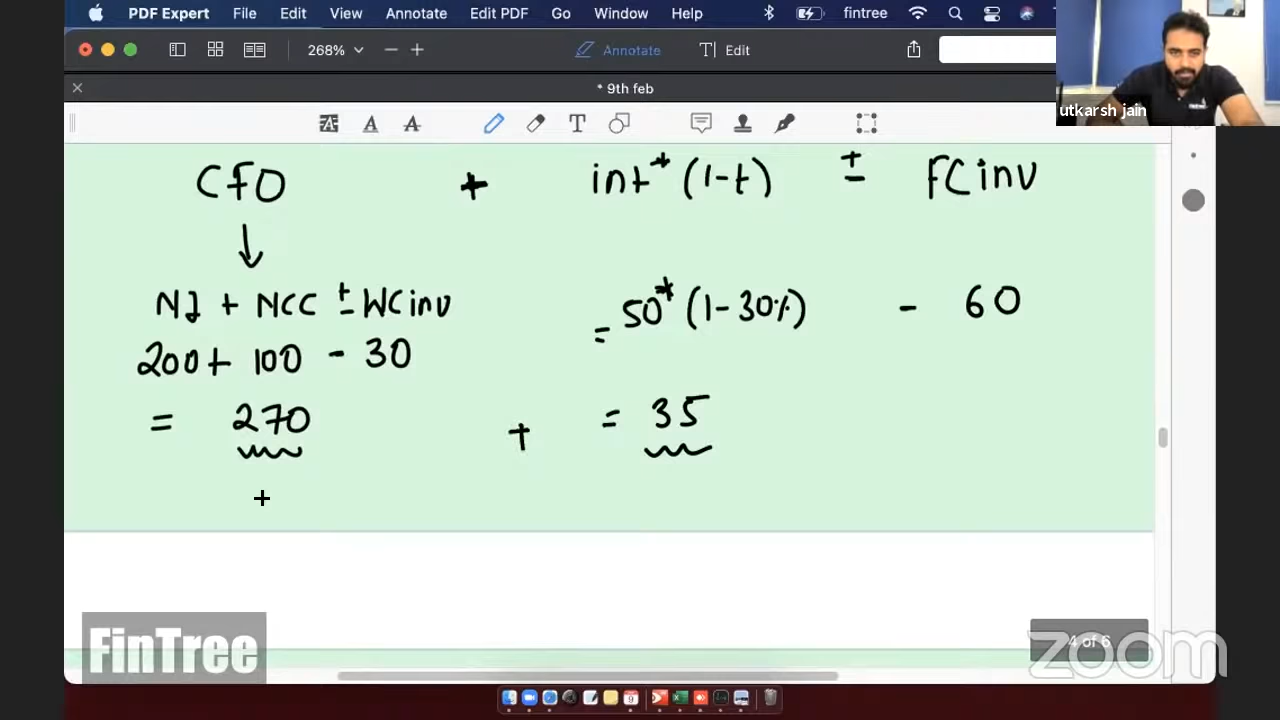 PDF Expert File Edit View Annotate Edit PDF Go Window Help fintree
268% Annotate T Edit
* 9th feb
utkarsh jain
CFO + int* (1-t) ± FCinv
NI + NCC ± WCinv = 50* (1-30%) - 60
200 + 100 - 30
= 270 + = 35
+
FinTree
4 of 6
zoom